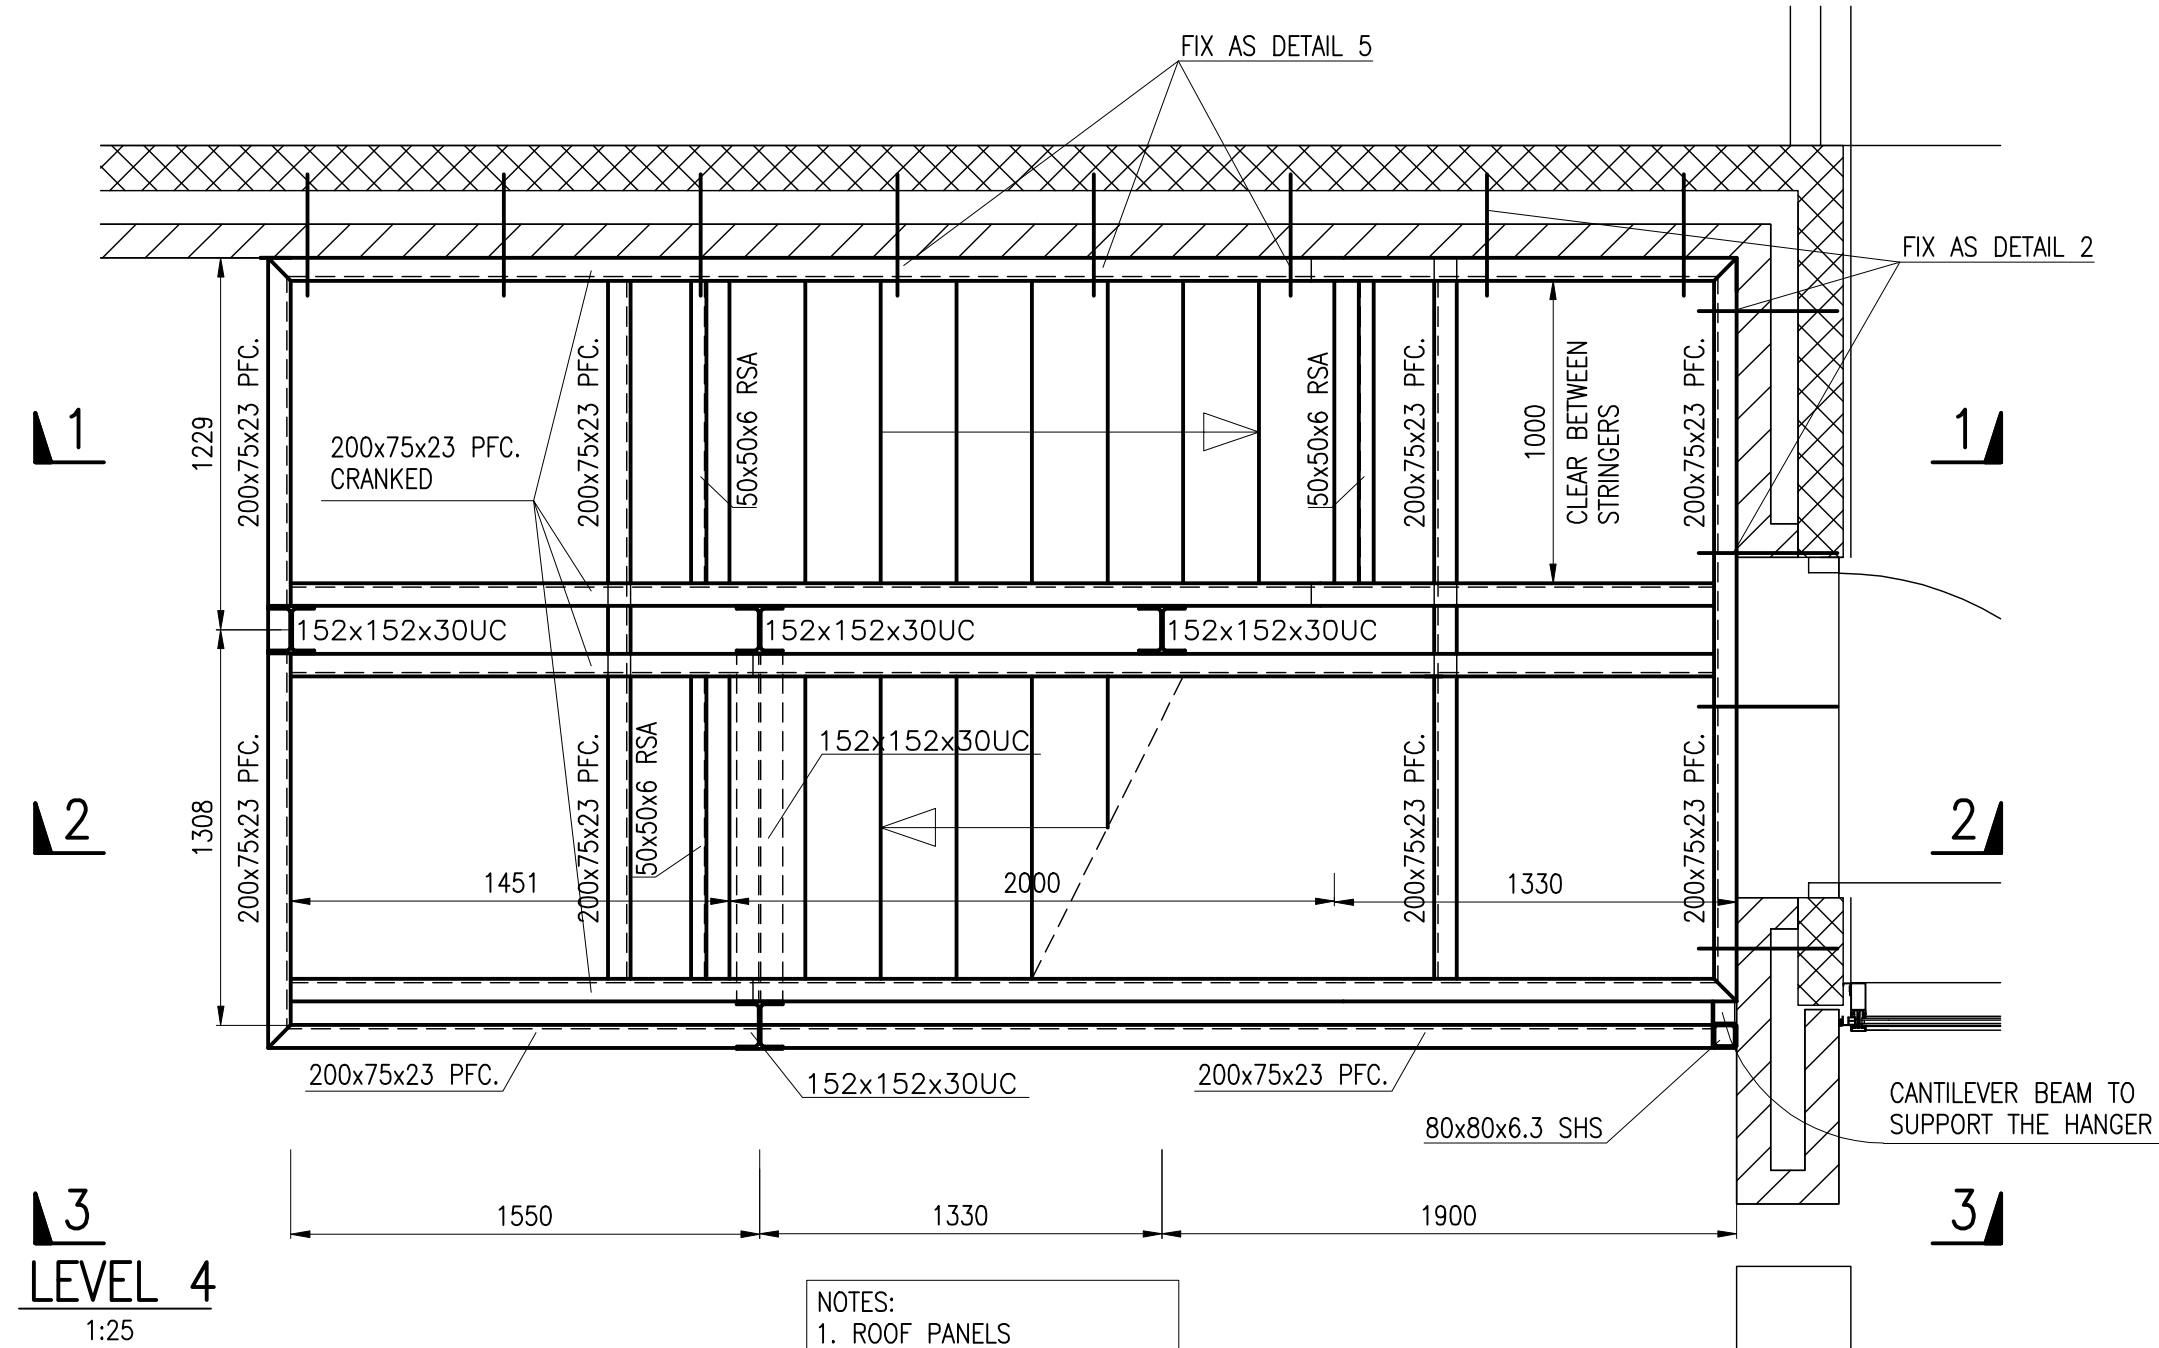 FIX AS DETAIL 5
FIX AS DETAIL 2
1
1229
200x75x23 PFC.
200x75x23 PFC.
CRANKED
200x75x23 PFC.
50x50x6 RSA
50x50x6 RSA
200x75x23 PFC.
1000
CLEAR BETWEEN
STRINGERS
200x75x23 PFC.
1
152x152x30UC
152x152x30UC
152x152x30UC
2
1308
200x75x23 PFC.
200x75x23 PFC.
50x50x6 RSA
152x152x30UC
200x75x23 PFC.
200x75x23 PFC.
2
1451
2000
1330
200x75x23 PFC.
152x152x30UC
200x75x23 PFC.
80x80x6.3 SHS
CANTILEVER BEAM TO
SUPPORT THE HANGER
3
1550
1330
1900
3
LEVEL 4
1:25
NOTES:
1. ROOF PANELS